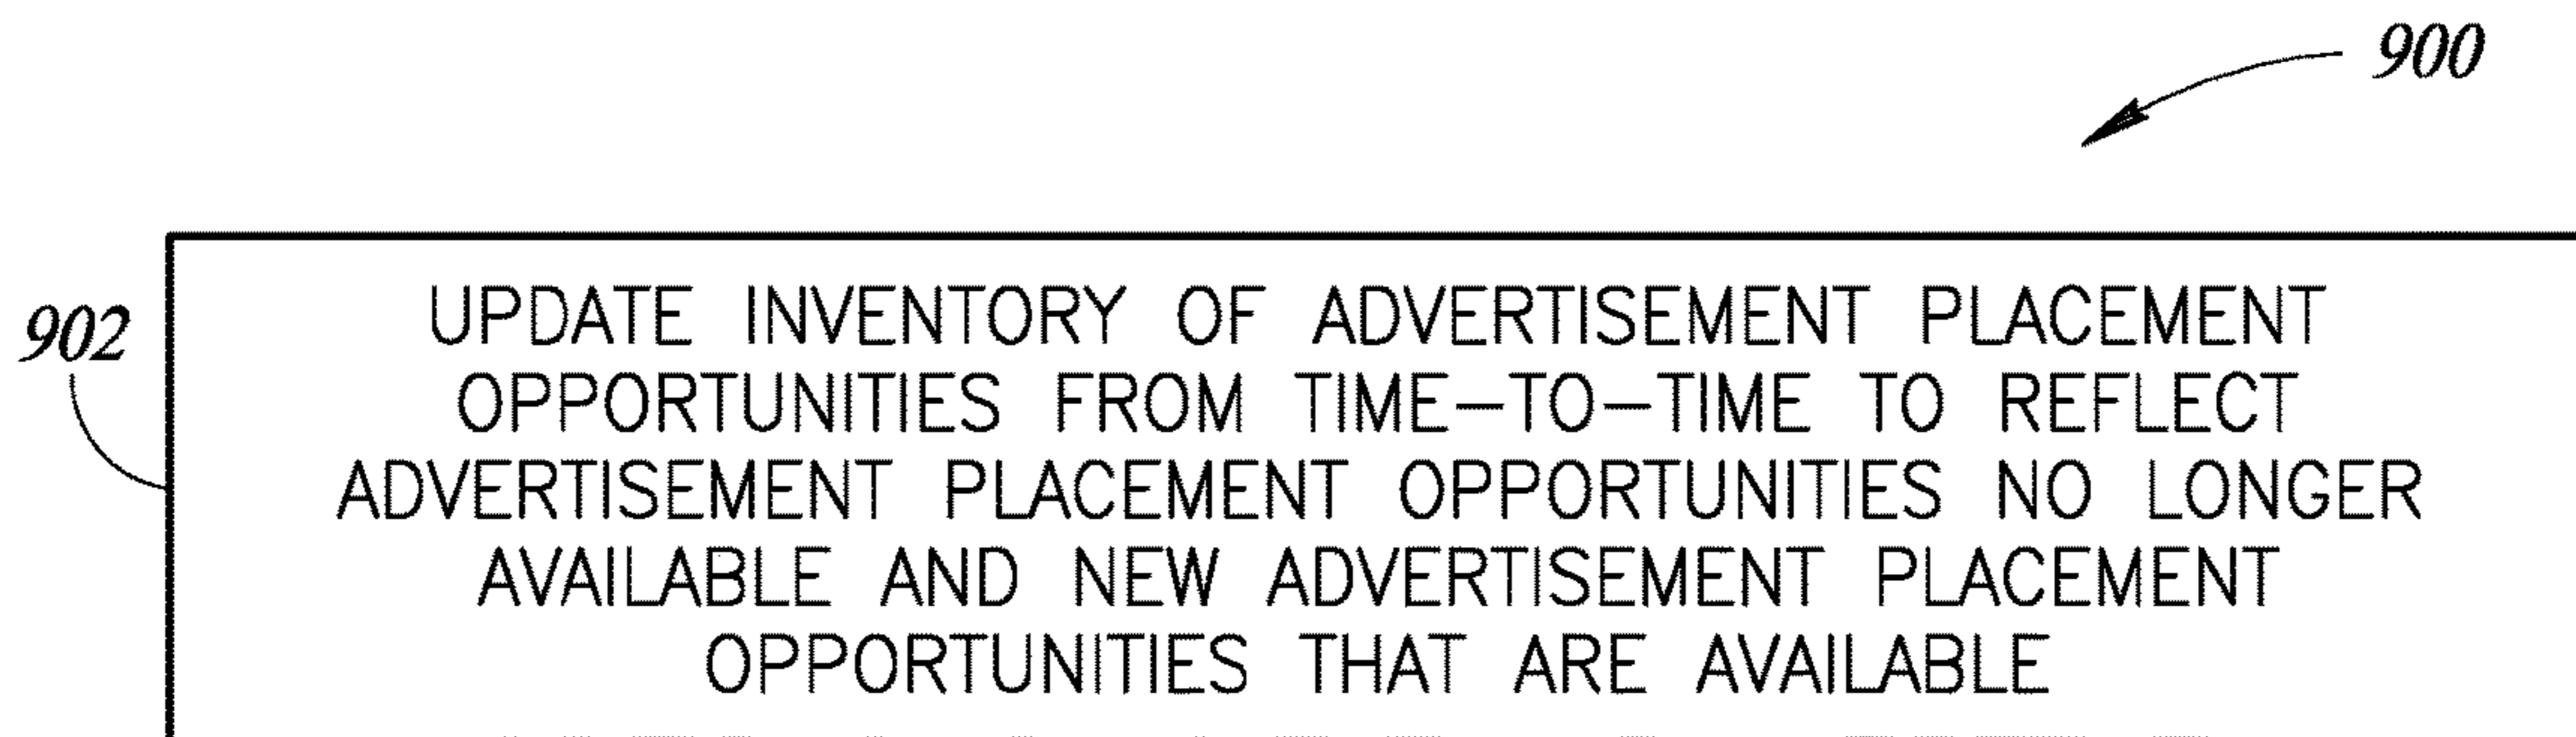 900
902
UPDATE INVENTORY OF ADVERTISEMENT PLACEMENT
OPPORTUNITIES FROM TIME–TO–TIME TO REFLECT
ADVERTISEMENT PLACEMENT OPPORTUNITIES NO LONGER
AVAILABLE AND NEW ADVERTISEMENT PLACEMENT
OPPORTUNITIES THAT ARE AVAILABLE